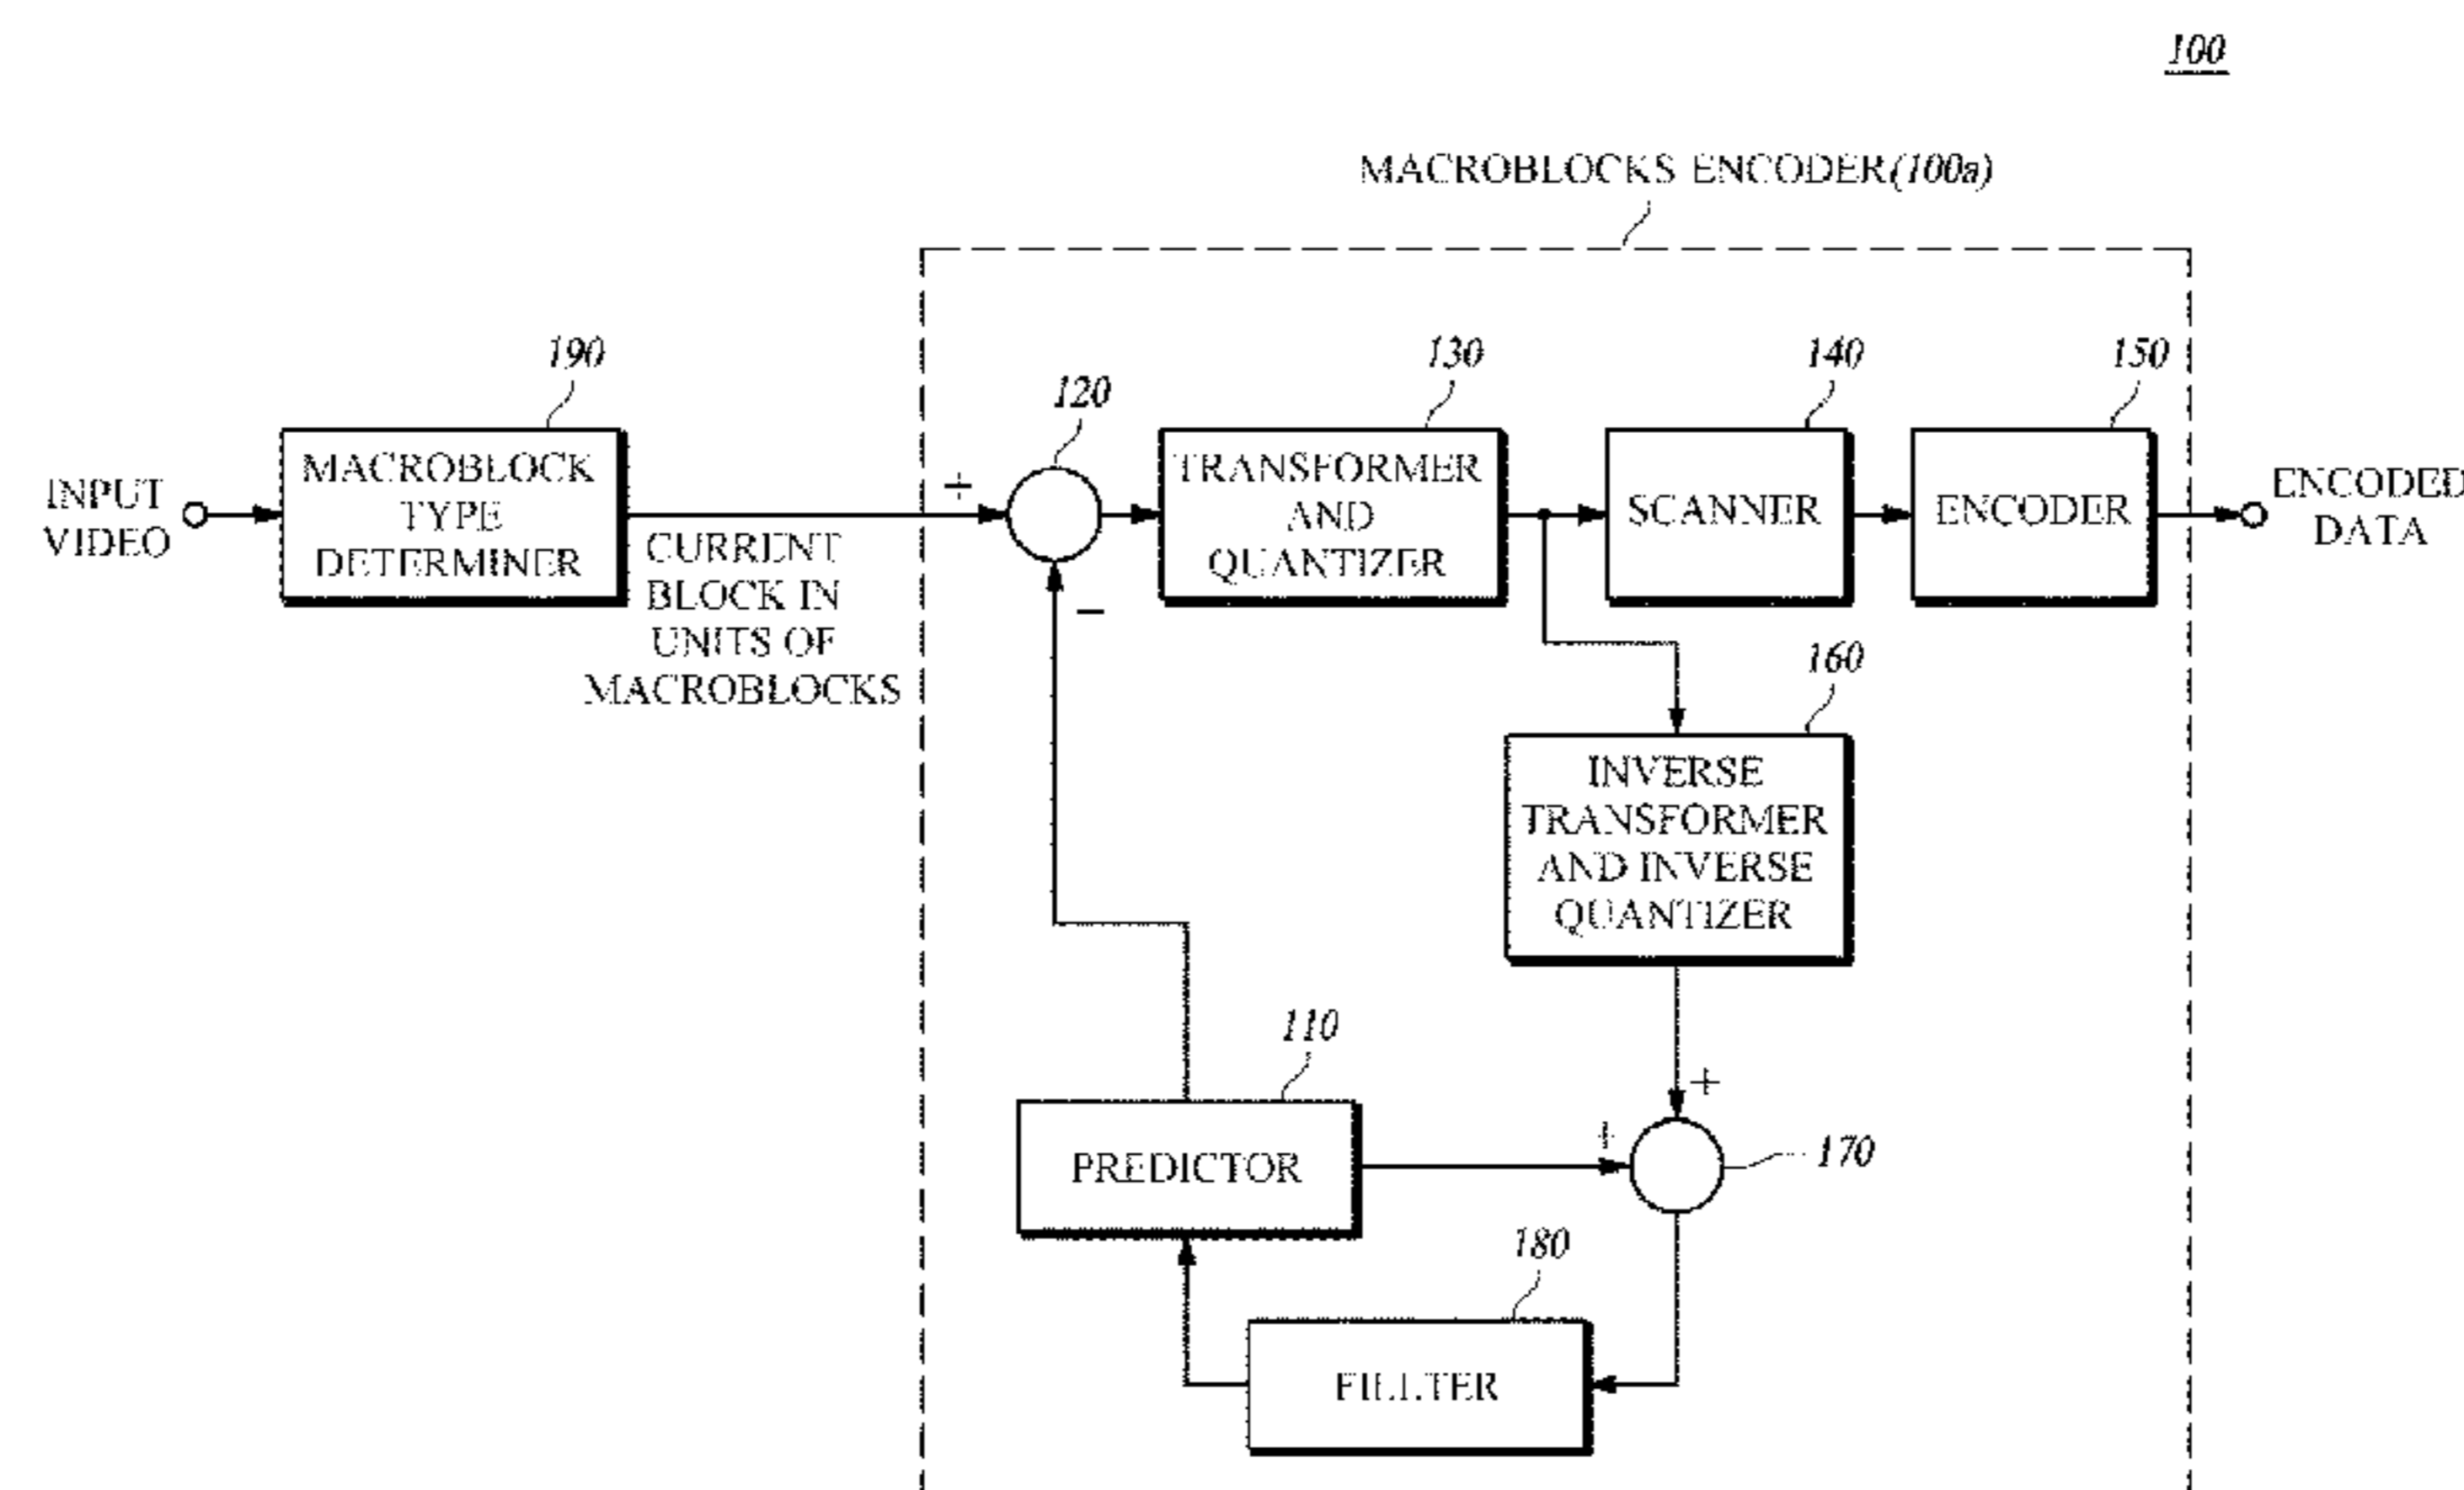 100
MACROBLOCKS ENCODER(100a)
190
120
130
140
150
INPUT
VIDEO
MACROBLOCK
TYPE
DETERMINER
+
TRANSFORMER
AND
QUANTIZER
SCANNER
ENCODER
ENCODED
DATA
CURRENT
BLOCK IN
UNITS OF
MACROBLOCKS
−
160
INVERSE
TRANSFORMER
AND INVERSE
QUANTIZER
110
+
PREDICTOR
+
170
180
FILLTER